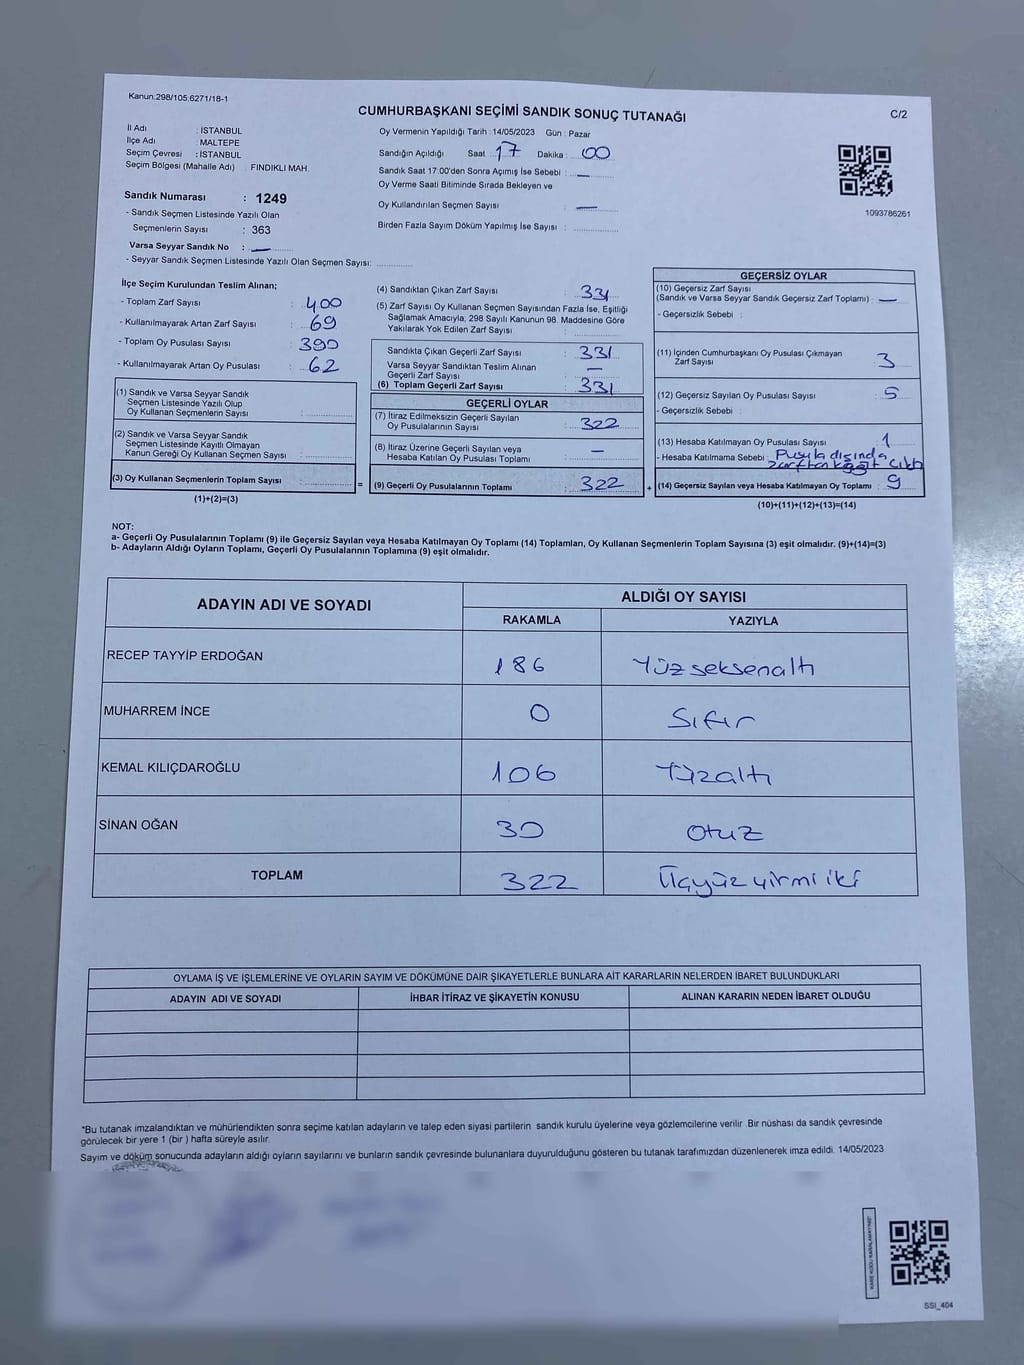 Kanun:298/105;6271/18-1
CUMHURBAŞKANI SEÇİMİ SANDIK SONUÇ TUTANAĞI
C/2
İl Adı : İSTANBUL
İlçe Adı : MALTEPE
Seçim Çevresi : İSTANBUL
Seçim Bölgesi (Mahalle Adı) : FINDIKLI MAH.
Oy Vermenin Yapıldığı Tarih :14/05/2023 Gün : Pazar
Sandığın Açıldığı Saat : 17 Dakika : 00
Sandık Saat 17:00'den Sonra Açımış İse Sebebi : —
Oy Verme Saati Bitiminde Sırada Bekleyen ve
Oy Kullandırılan Seçmen Sayısı : —
Birden Fazla Sayım Döküm Yapılmış İse Sayısı :
1093786261
Sandık Numarası : 1249
- Sandık Seçmen Listesinde Yazılı Olan
Seçmenlerin Sayısı : 363
Varsa Seyyar Sandık No : —
- Seyyar Sandık Seçmen Listesinde Yazılı Olan Seçmen Sayısı:
İlçe Seçim Kurulundan Teslim Alınan;
- Toplam Zarf Sayısı : 400
- Kullanılmayarak Artan Zarf Sayısı : 69
- Toplam Oy Pusulası Sayısı : 390
- Kullanılmayarak Artan Oy Pusulası : 62
(1) Sandık ve Varsa Seyyar Sandık
Seçmen Listesinde Yazılı Olup
Oy Kullanan Seçmenlerin Sayısı :
(2) Sandık ve Varsa Seyyar Sandık
Seçmen Listesinde Kayıtlı Olmayan
Kanun Gereği Oy Kullanan Seçmen Sayısı :
(3) Oy Kullanan Seçmenlerin Toplam Sayısı :
(1)+(2)=(3)
(4) Sandıktan Çıkan Zarf Sayısı : 331
(5) Zarf Sayısı Oy Kullanan Seçmen Sayısından Fazla İse, Eşitliği
Sağlamak Amacıyla; 298 Sayılı Kanunun 98. Maddesine Göre
Yakılarak Yok Edilen Zarf Sayısı :
Sandıkta Çıkan Geçerli Zarf Sayısı : 331
Varsa Seyyar Sandıktan Teslim Alınan
Geçerli Zarf Sayısı : —
(6) Toplam Geçerli Zarf Sayısı : 331
GEÇERLİ OYLAR
(7) İtiraz Edilmeksizin Geçerli Sayılan
Oy Pusulalarının Sayısı : 322
(8) İtiraz Üzerine Geçerli Sayılan veya
Hesaba Katılan Oy Pusulası Toplamı : —
= (9) Geçerli Oy Pusulalarının Toplamı : 322
GEÇERSİZ OYLAR
(10) Geçersiz Zarf Sayısı
(Sandık ve Varsa Seyyar Sandık Geçersiz Zarf Toplamı) : —
- Geçersizlik Sebebi :
(11) İçinden Cumhurbaşkanı Oy Pusulası Çıkmayan
Zarf Sayısı : 3
(12) Geçersiz Sayılan Oy Pusulası Sayısı : 5
- Geçersizlik Sebebi :
(13) Hesaba Katılmayan Oy Pusulası Sayısı : 1
- Hesaba Katılmama Sebebi : Pusula dışında
zarftan kağıt çıktı
+ (14) Geçersiz Sayılan veya Hesaba Katılmayan Oy Toplamı : 9
(10)+(11)+(12)+(13)=(14)
NOT:
a- Geçerli Oy Pusulalarının Toplamı (9) ile Geçersiz Sayılan veya Hesaba Katılmayan Oy Toplamı (14) Toplamları, Oy Kullanan Seçmenlerin Toplam Sayısına (3) eşit olmalıdır. (9)+(14)=(3)
b- Adayların Aldığı Oyların Toplamı, Geçerli Oy Pusulalarının Toplamına (9) eşit olmalıdır.
ADAYIN ADI VE SOYADI
ALDIĞI OY SAYISI
RAKAMLA YAZIYLA
RECEP TAYYİP ERDOĞAN 186 Yüzseksenaltı
MUHARREM İNCE 0 Sıfır
KEMAL KILIÇDAROĞLU 106 Yüzaltı
SİNAN OĞAN 30 otuz
TOPLAM 322 Üçyüzyirmiiki
OYLAMA İŞ VE İŞLEMLERİNE VE OYLARIN SAYIM VE DÖKÜMÜNE DAİR ŞİKAYETLERLE BUNLARA AİT KARARLARIN NELERDEN İBARET BULUNDUKLARI
ADAYIN ADI VE SOYADI İHBAR İTİRAZ VE ŞİKAYETİN KONUSU ALINAN KARARIN NEDEN İBARET OLDUĞU
*Bu tutanak imzalandıktan ve mühürlendikten sonra seçime katılan adayların ve talep eden siyasi partilerin sandık kurulu üyelerine veya gözlemcilerine verilir. Bir nüshası da sandık çevresinde
görülecek bir yere 1 (bir ) hafta süreyle asılır.
Sayım ve döküm sonucunda adayların aldığı oyların sayılarını ve bunların sandık çevresinde bulunanlara duyurulduğunu gösteren bu tutanak tarafımızdan düzenlenerek imza edildi. 14/05/2023
SSI_404